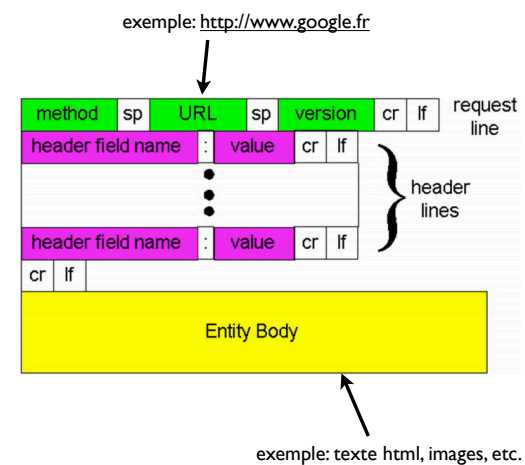 exemple: http://www.google.fr
method sp URL sp version cr lf request line
header field name : value cr lf
header lines
header field name : value cr lf
cr lf
Entity Body
exemple: texte html, images, etc.